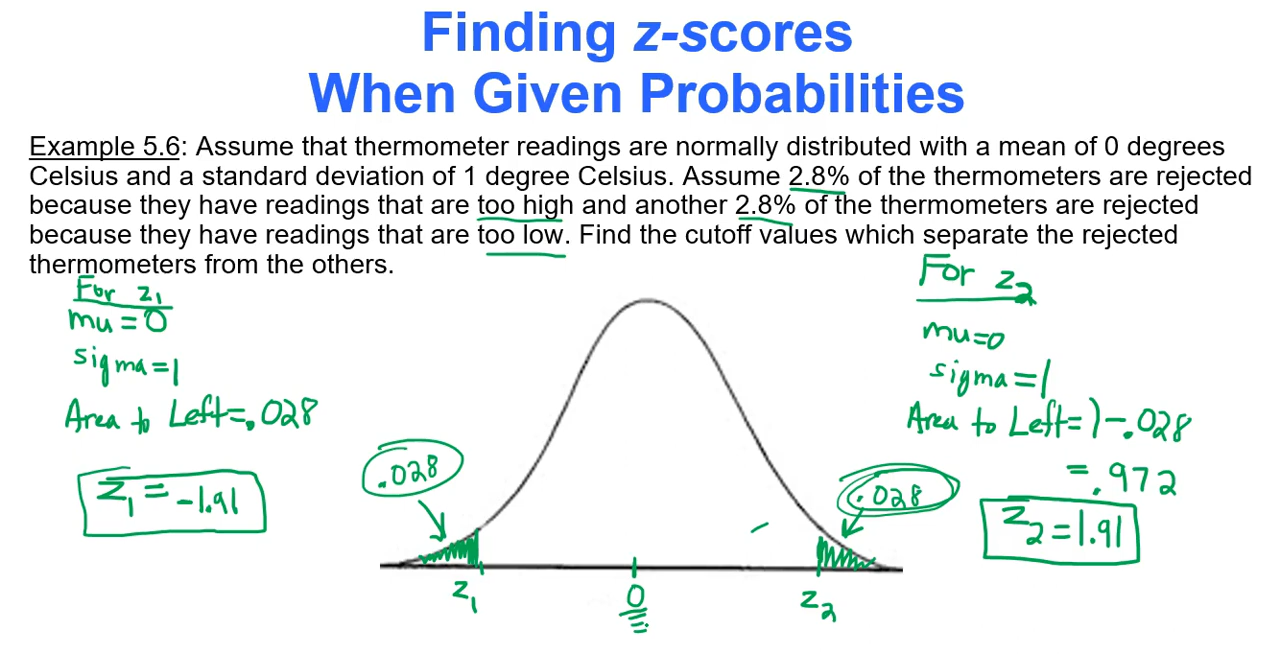 Finding z-scores
When Given Probabilities
Example 5.6: Assume that thermometer readings are normally distributed with a mean of 0 degrees
Celsius and a standard deviation of 1 degree Celsius. Assume 2.8% of the thermometers are rejected
because they have readings that are too high and another 2.8% of the thermometers are rejected
because they have readings that are too low. Find the cutoff values which separate the rejected
thermometers from the others.
For z₁
mu=0
sigma=1
Area to Left=.028
z₁=-1.91
.028
z₁
0
z₂
.028
For z₂
mu=0
sigma=1
Area to Left=1-.028
=.972
z₂=1.91